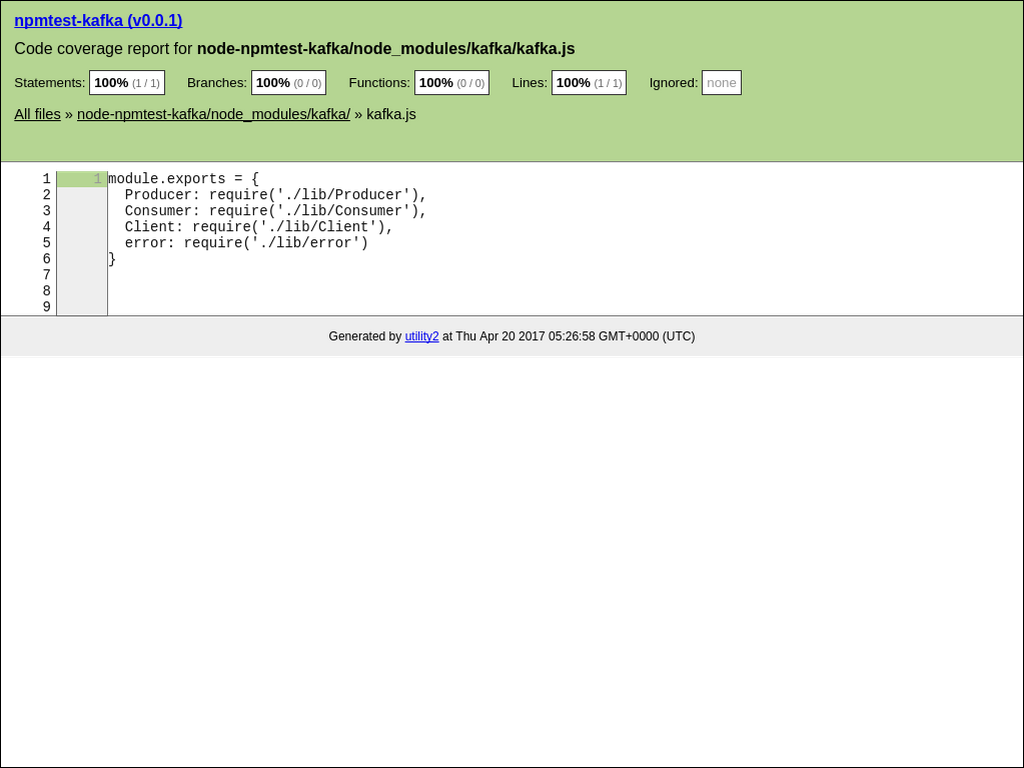 npmtest-kafka (v0.0.1)
Code coverage report for node-npmtest-kafka/node_modules/kafka/kafka.js
Statements: 100% (1 / 1) Branches: 100% (0 / 0) Functions: 100% (0 / 0) Lines: 100% (1 / 1) Ignored: none
All files » node-npmtest-kafka/node_modules/kafka/ » kafka.js
1 1 module.exports = {
2   Producer: require('./lib/Producer'),
3   Consumer: require('./lib/Consumer'),
4   Client: require('./lib/Client'),
5   error: require('./lib/error')
6 }
7
8
9
Generated by utility2 at Thu Apr 20 2017 05:26:58 GMT+0000 (UTC)